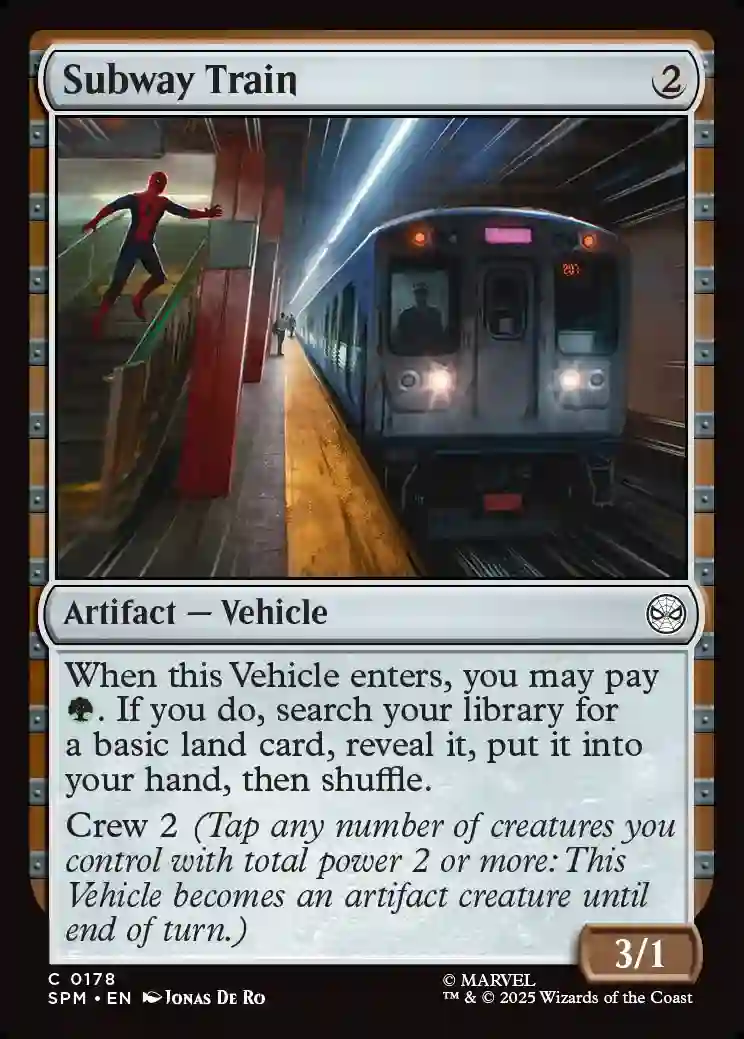 Subway Train 2
207
Artifact — Vehicle
When this Vehicle enters, you may pay
. If you do, search your library for
a basic land card, reveal it, put it into
your hand, then shuffle.
Crew 2 (Tap any number of creatures you
control with total power 2 or more: This
Vehicle becomes an artifact creature until
end of turn.)
3/1
C 0178
SPM • EN Jonas De Ro
© MARVEL
™ & © 2025 Wizards of the Coast